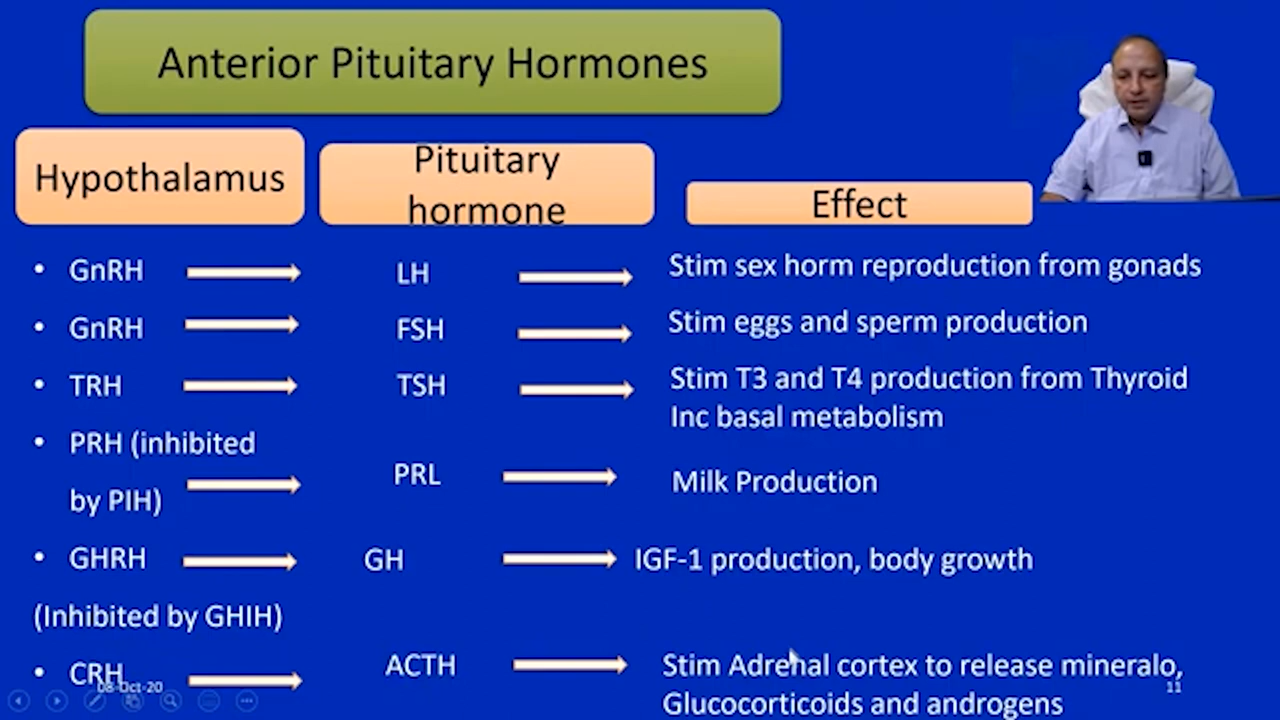 Anterior Pituitary Hormones
Hypothalamus
Pituitary
hormone
Effect
• GnRH
LH
Stim sex horm reproduction from gonads
• GnRH
FSH
Stim eggs and sperm production
• TRH
TSH
Stim T3 and T4 production from Thyroid
Inc basal metabolism
• PRH (inhibited
by PIH)
PRL
Milk Production
• GHRH
GH
IGF-1 production, body growth
(Inhibited by GHIH)
• CRH
ACTH
Stim Adrenal cortex to release mineralo,
Glucocorticoids and androgens
08-Oct-20
11